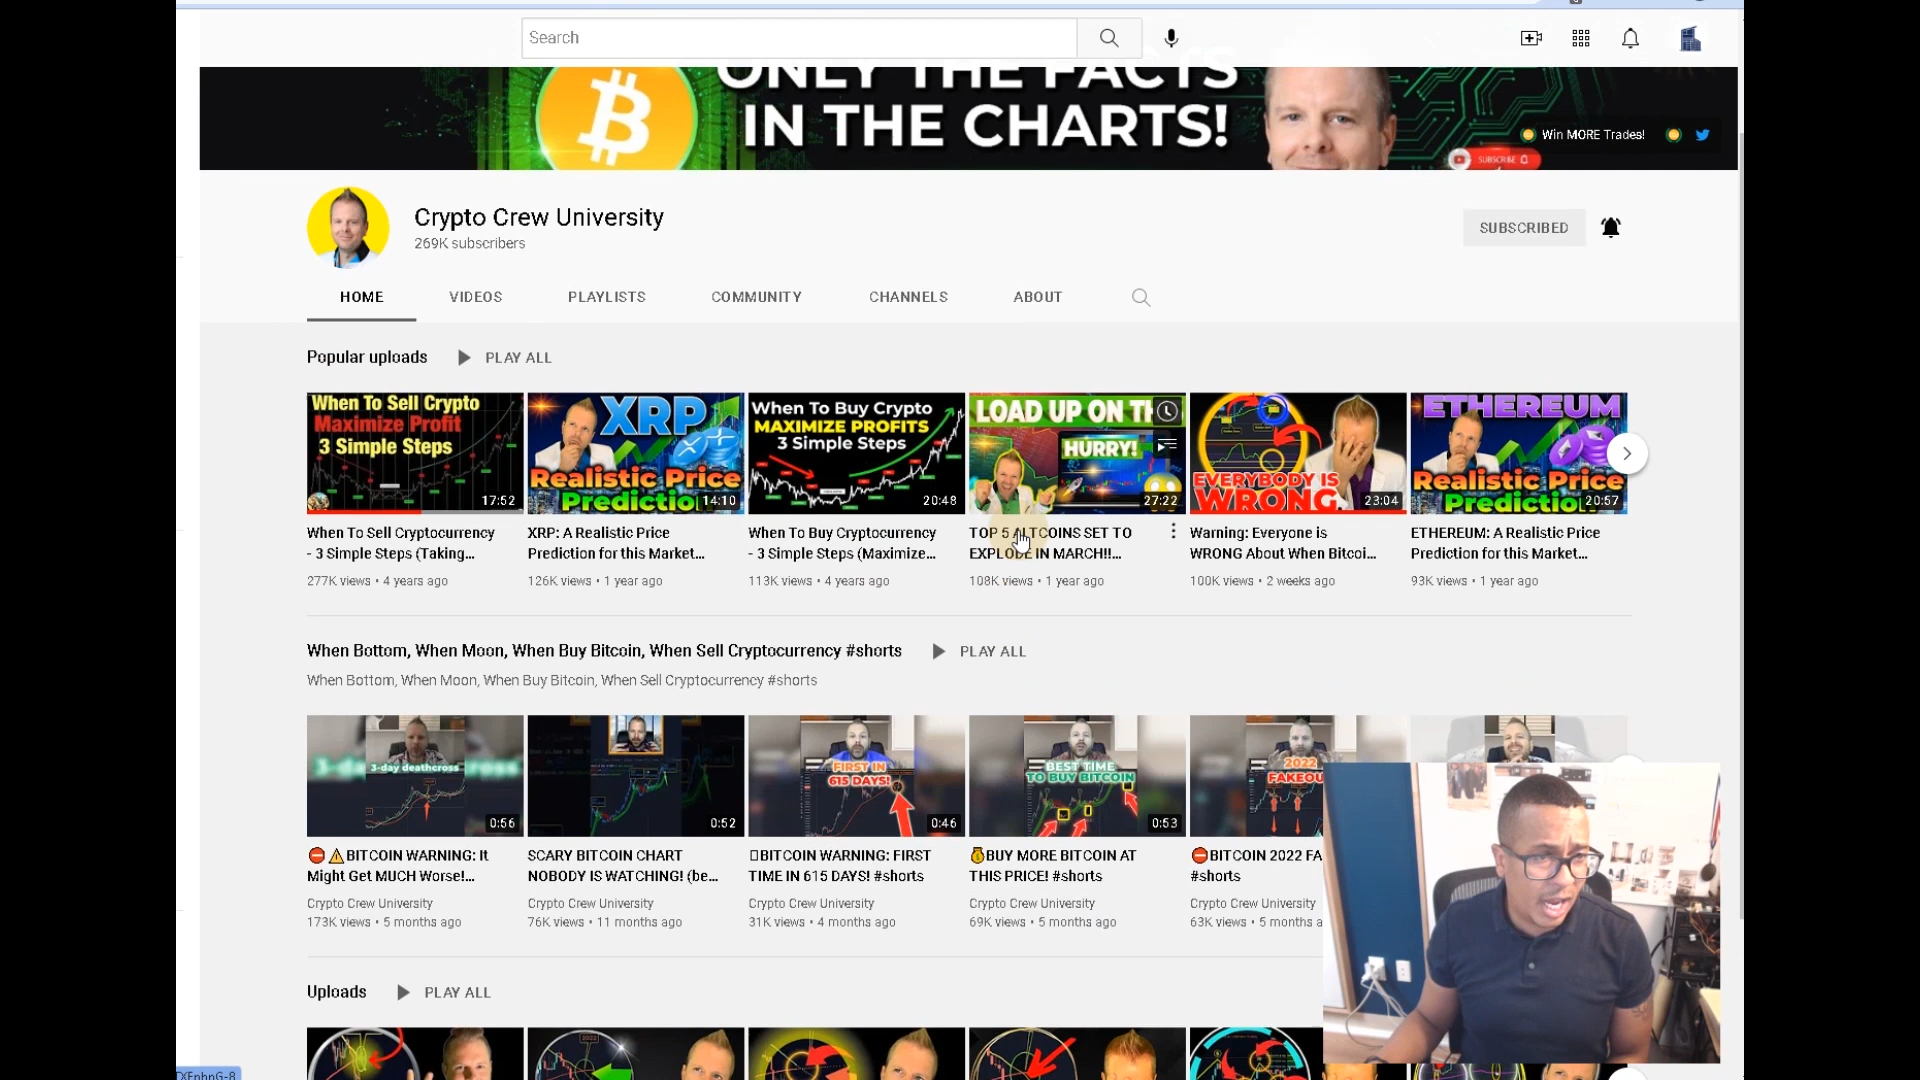 Search
ONLY THE FACTS
IN THE CHARTS!
Win MORE Trades!
SUBSCRIBE
Crypto Crew University
269K subscribers
SUBSCRIBED
HOME VIDEOS PLAYLISTS COMMUNITY CHANNELS ABOUT
Popular uploads PLAY ALL
When To Sell Crypto
Maximize Profit
3 Simple Steps
17:52
XRP
Realistic Price
14:10
When To Buy Crypto
MAXIMIZE PROFITS
3 Simple Steps
20:48
LOAD UP ON
HURRY!
27:22
EVERYBODY IS
WRONG.
23:04
ETHEREUM
Realistic Price
20:57
When To Sell Cryptocurrency
- 3 Simple Steps (Taking...
277K views • 4 years ago
XRP: A Realistic Price
Prediction for this Market...
126K views • 1 year ago
When To Buy Cryptocurrency
- 3 Simple Steps (Maximize...
113K views • 4 years ago
TOP 5 ALTCOINS SET TO
EXPLODE IN MARCH!!...
108K views • 1 year ago
Warning: Everyone is
WRONG About When Bitcoi...
100K views • 2 weeks ago
ETHEREUM: A Realistic Price
Prediction for this Market...
93K views • 1 year ago
When Bottom, When Moon, When Buy Bitcoin, When Sell Cryptocurrency #shorts PLAY ALL
When Bottom, When Moon, When Buy Bitcoin, When Sell Cryptocurrency #shorts
3-day deathcross
0:56
0:52
FIRST IN
615 DAYS!
0:46
BEST TIME
TO BUY BITCOIN
0:53
2022
FAKEOU
⛔⚠BITCOIN WARNING: It
Might Get MUCH Worse!...
Crypto Crew University
173K views • 5 months ago
SCARY BITCOIN CHART
NOBODY IS WATCHING! (be...
Crypto Crew University
76K views • 11 months ago
BITCOIN WARNING: FIRST
TIME IN 615 DAYS! #shorts
Crypto Crew University
31K views • 4 months ago
💰BUY MORE BITCOIN AT
THIS PRICE! #shorts
Crypto Crew University
69K views • 5 months ago
⛔BITCOIN 2022 FA
#shorts
Crypto Crew University
63K views • 5 months a
Uploads PLAY ALL